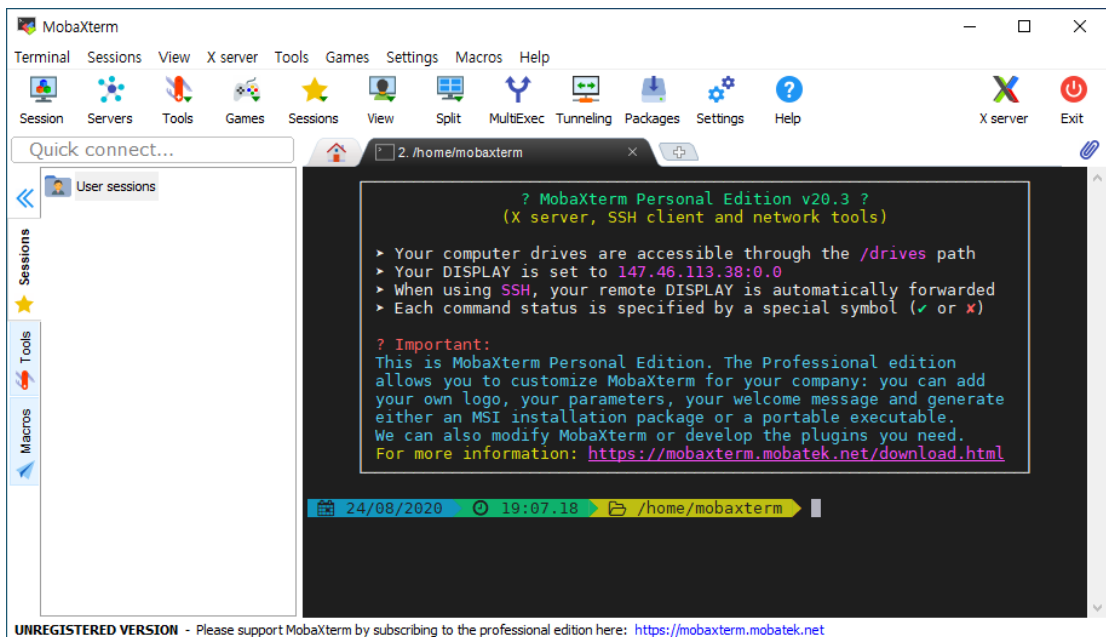 MobaXterm
Terminal Sessions View X server Tools Games Settings Macros Help
Session Servers Tools Games Sessions View Split MultiExec Tunneling Packages Settings Help X server Exit
Quick connect...
2. /home/mobaxterm
User sessions
Sessions
Tools
Macros
? MobaXterm Personal Edition v20.3 ?
(X server, SSH client and network tools)
➤ Your computer drives are accessible through the /drives path
➤ Your DISPLAY is set to 147.46.113.38:0.0
➤ When using SSH, your remote DISPLAY is automatically forwarded
➤ Each command status is specified by a special symbol (✔ or ✘)
? Important:
This is MobaXterm Personal Edition. The Professional edition
allows you to customize MobaXterm for your company: you can add
your own logo, your parameters, your welcome message and generate
either an MSI installation package or a portable executable.
We can also modify MobaXterm or develop the plugins you need.
For more information: https://mobaxterm.mobatek.net/download.html
24/08/2020 19:07.18 /home/mobaxterm
UNREGISTERED VERSION - Please support MobaXterm by subscribing to the professional edition here: https://mobaxterm.mobatek.net